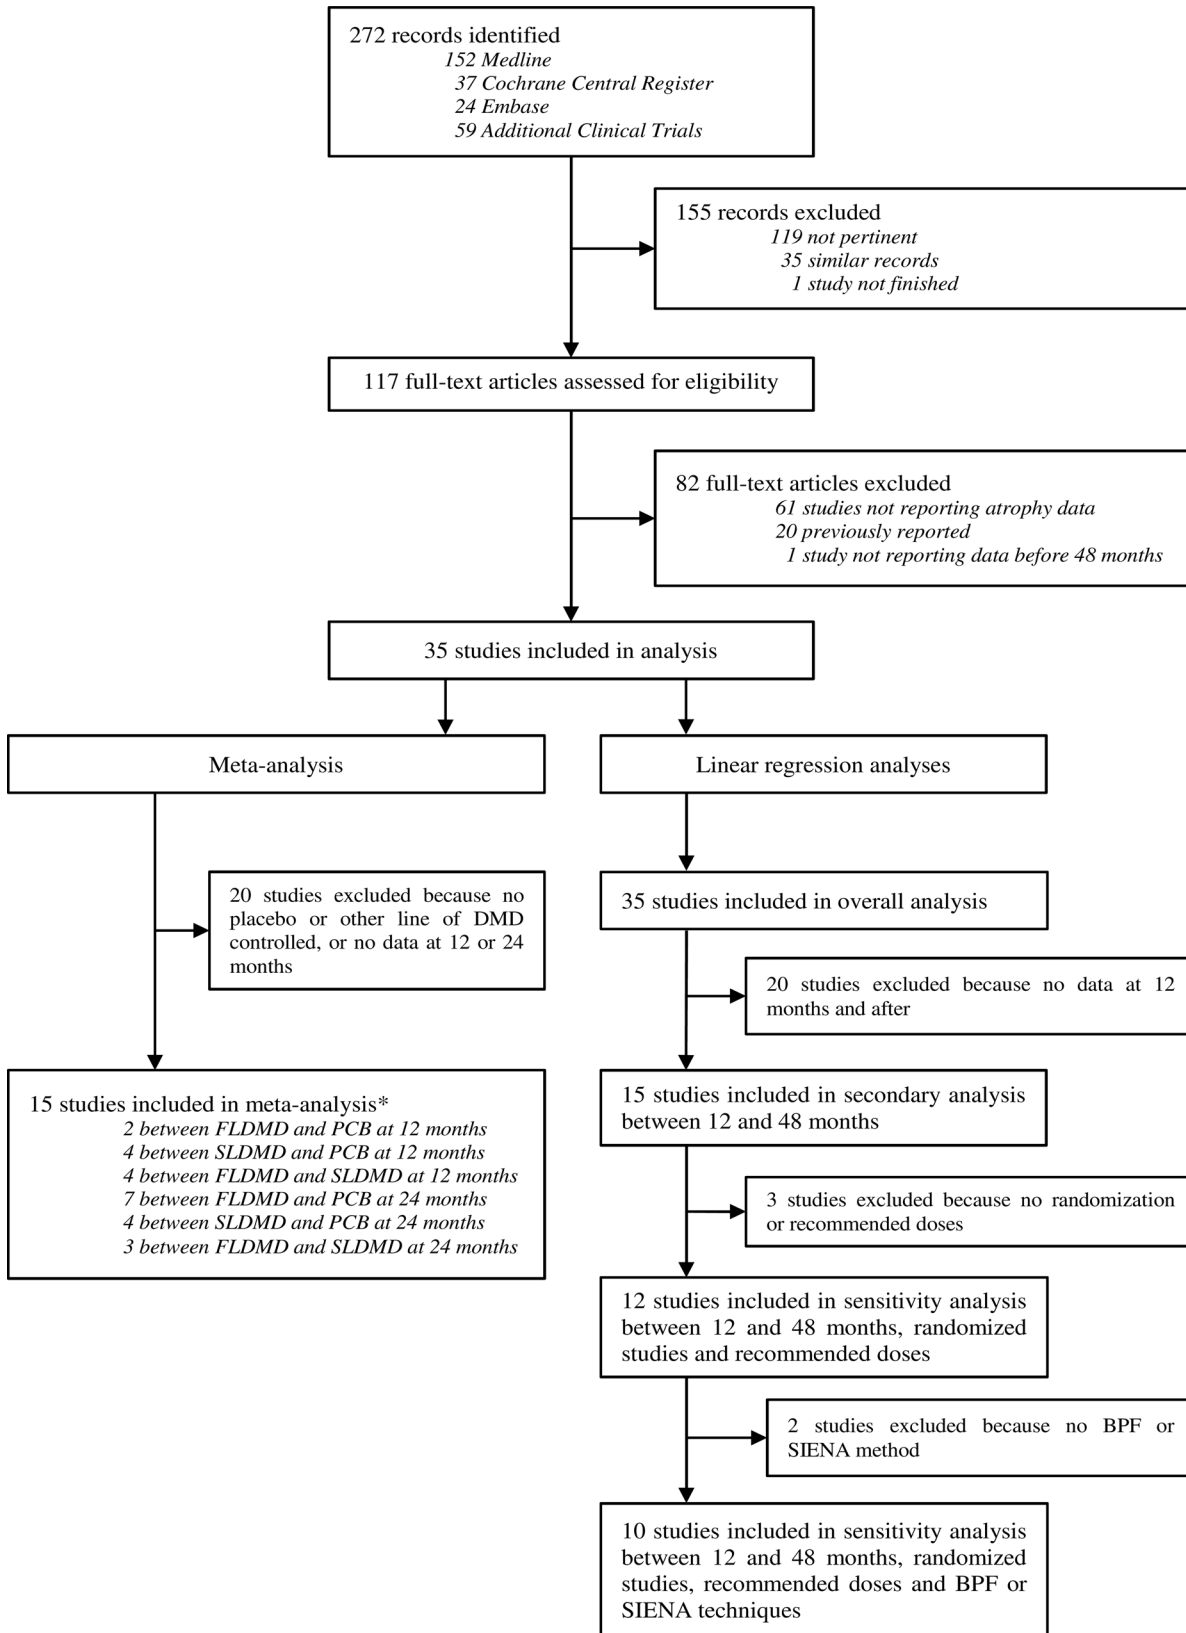 272 records identified
152 Medline
37 Cochrane Central Register
24 Embase
59 Additional Clinical Trials
155 records excluded
119 not pertinent
35 similar records
1 study not finished
117 full-text articles assessed for eligibility
82 full-text articles excluded
61 studies not reporting atrophy data
20 previously reported
1 study not reporting data before 48 months
35 studies included in analysis
Meta-analysis
Linear regression analyses
20 studies excluded because no
placebo or other line of DMD
controlled, or no data at 12 or 24
months
35 studies included in overall analysis
20 studies excluded because no data at 12
months and after
15 studies included in meta-analysis*
2 between FLDMD and PCB at 12 months
4 between SLDMD and PCB at 12 months
4 between FLDMD and SLDMD at 12 months
7 between FLDMD and PCB at 24 months
4 between SLDMD and PCB at 24 months
3 between FLDMD and SLDMD at 24 months
15 studies included in secondary analysis
between 12 and 48 months
3 studies excluded because no randomization
or recommended doses
12 studies included in sensitivity analysis
between 12 and 48 months, randomized
studies and recommended doses
2 studies excluded because no BPF or
SIENA method
10 studies included in sensitivity analysis
between 12 and 48 months, randomized
studies, recommended doses and BPF or
SIENA techniques